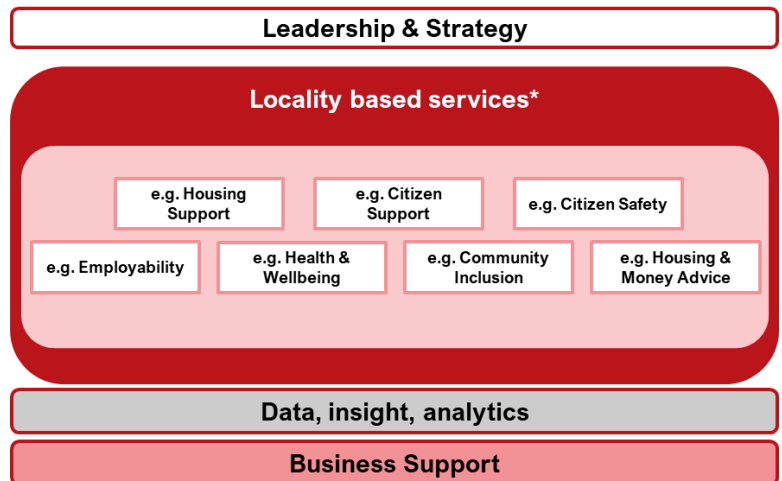 Leadership & Strategy
Locality based services*
e.g. Housing
Support
e.g. Citizen
Support
e.g. Citizen Safety
e.g. Employability
e.g. Health &
Wellbeing
e.g. Community
Inclusion
e.g. Housing &
Money Advice
Data, insight, analytics
Business Support